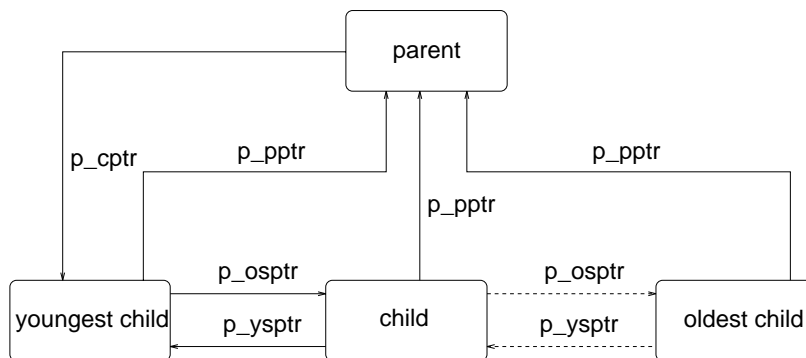 parent
p_cptr
p_pptr
p_pptr
p_pptr
p_osptr
p_osptr
youngest child
p_ysptr
child
p_ysptr
oldest child